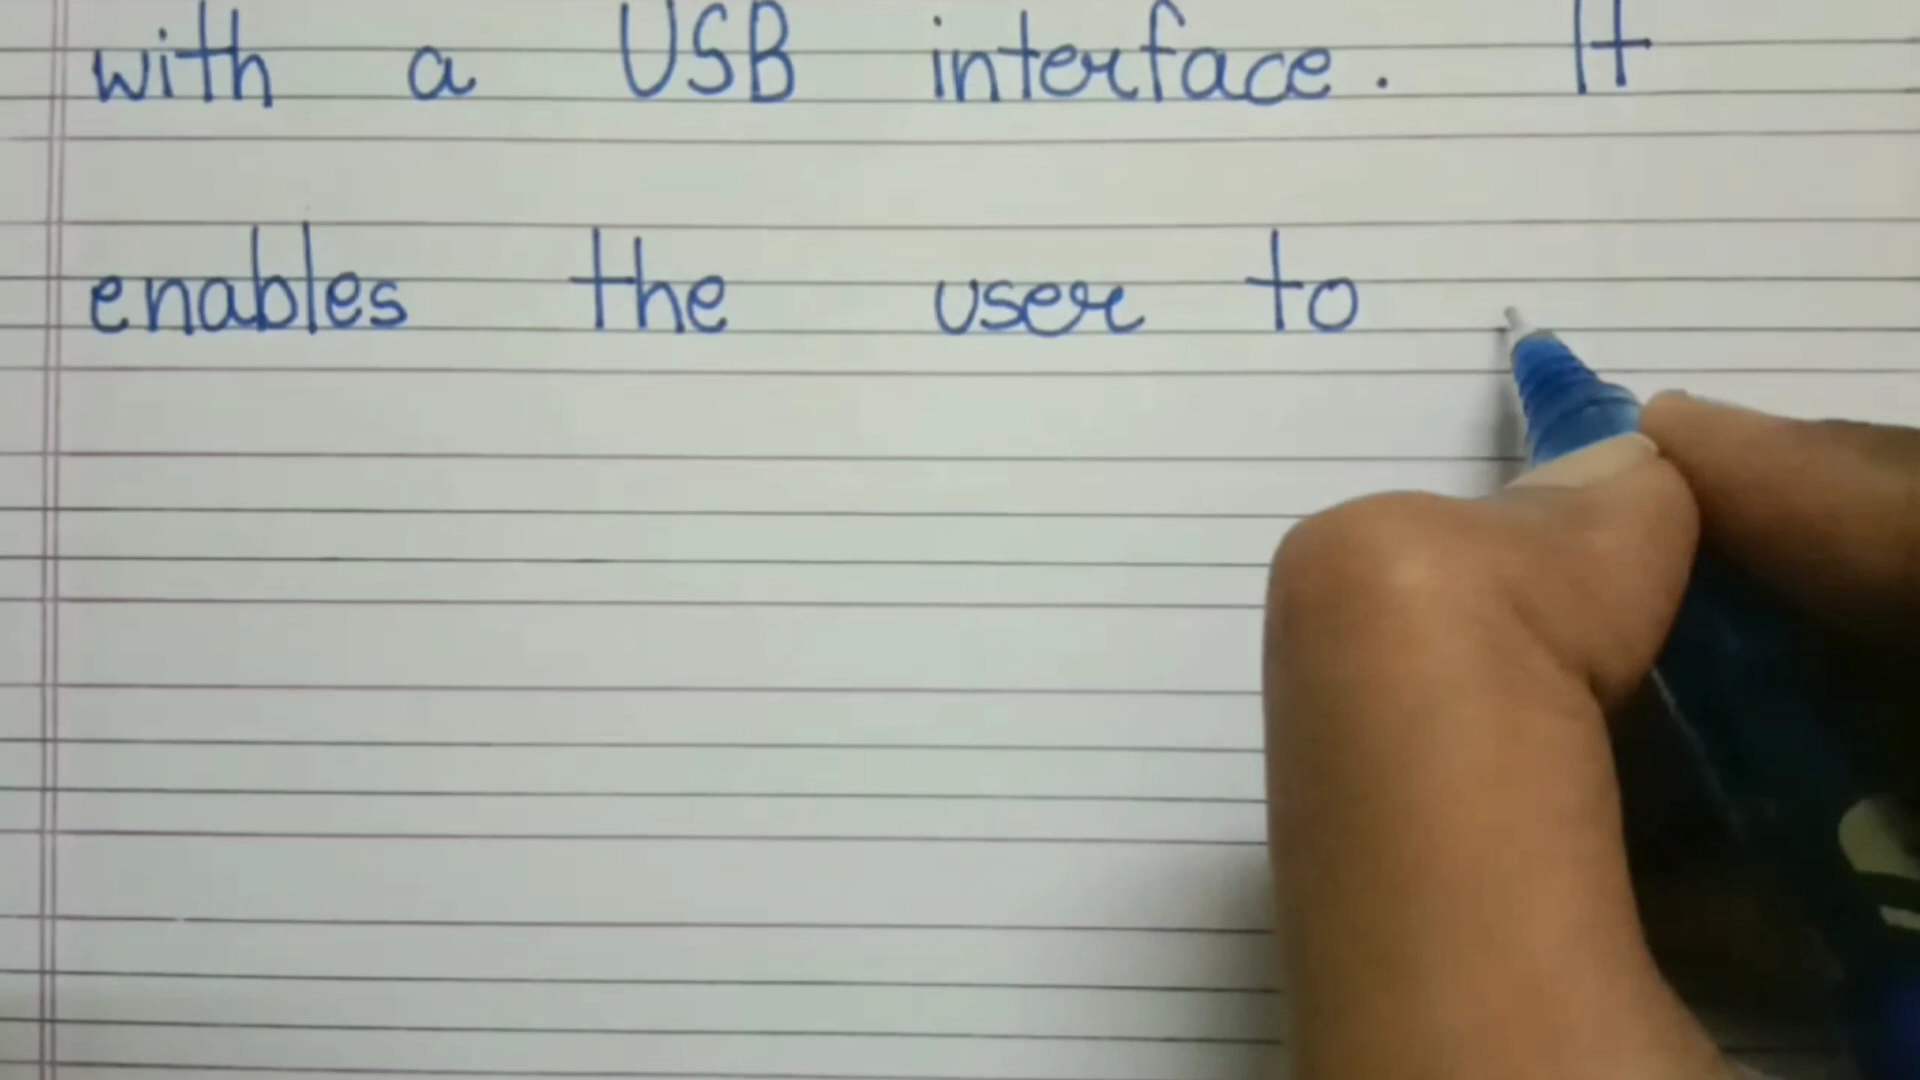 with a USB interface. It
enables the user to